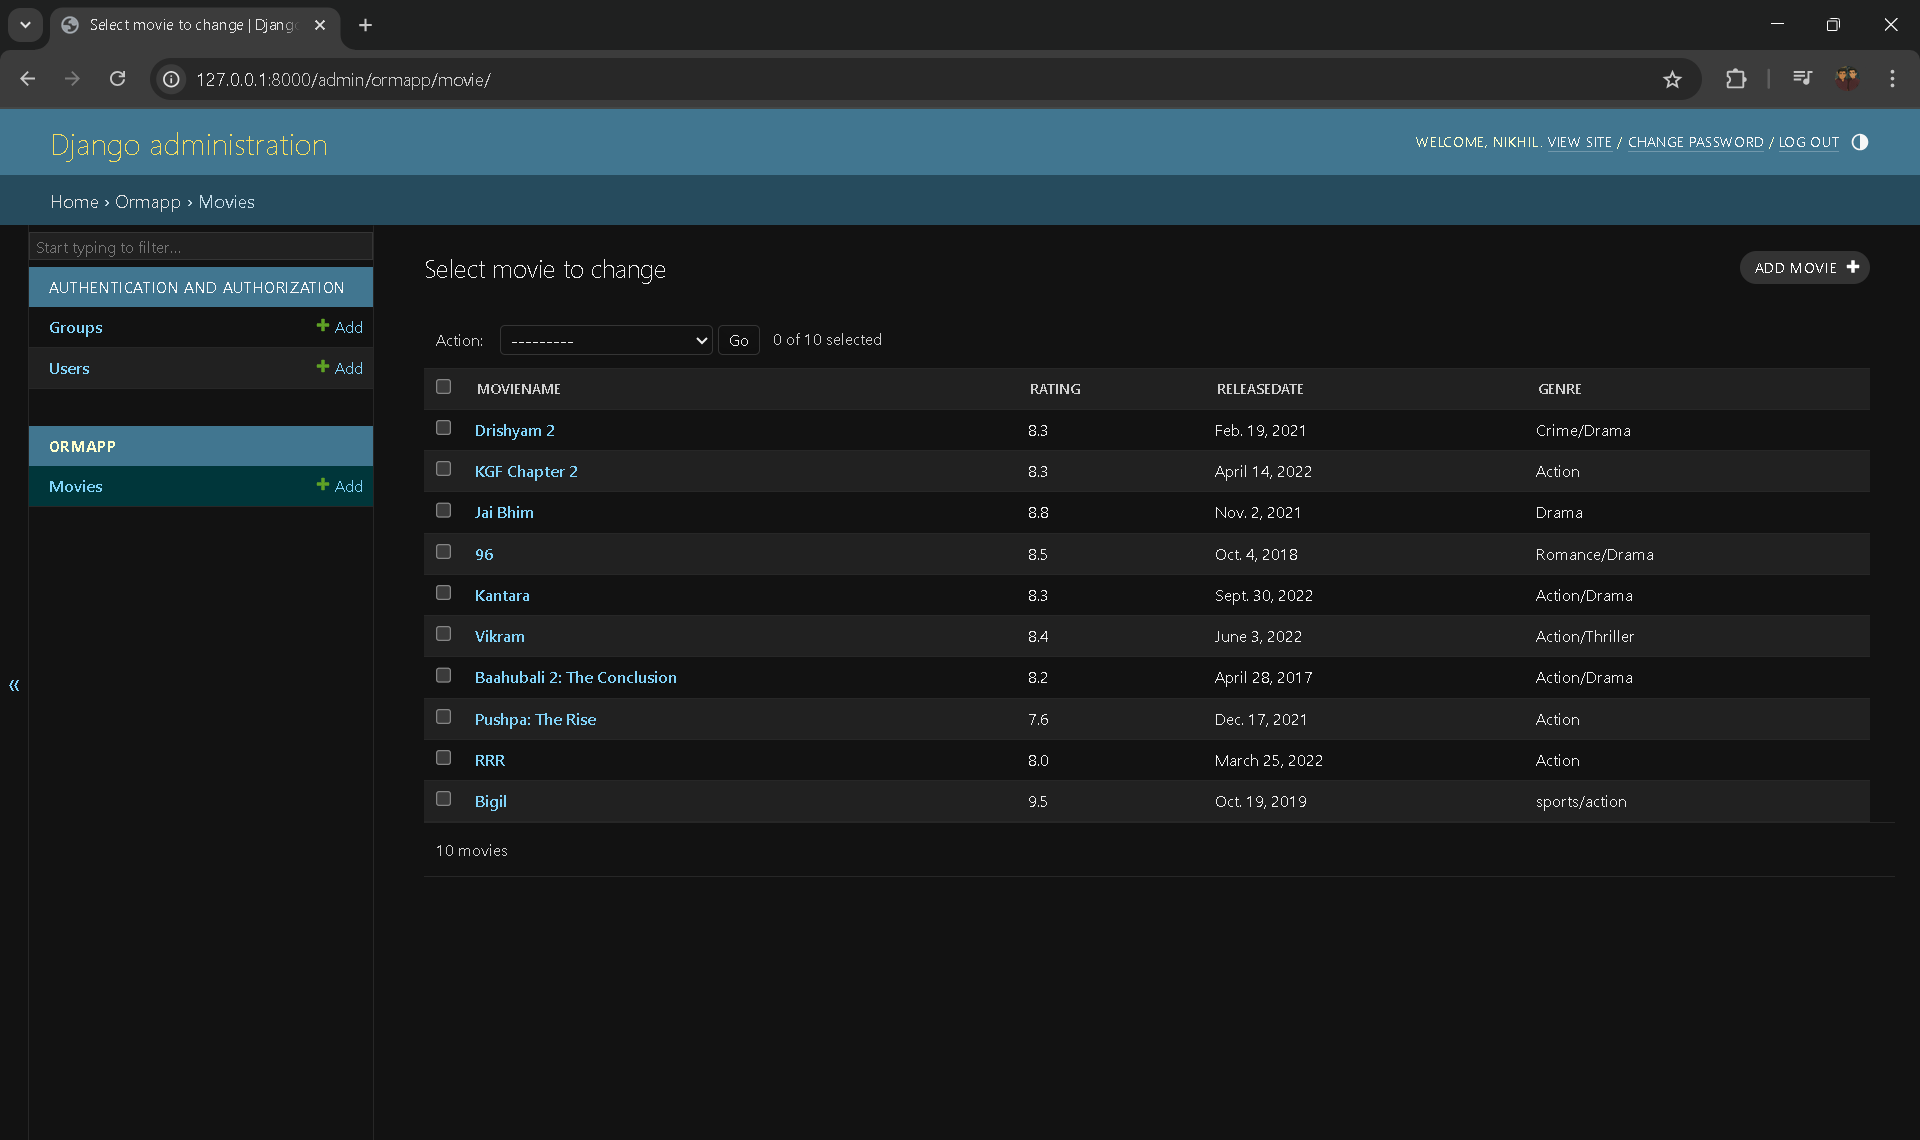 Select movie to change | Djang
127.0.0.1:8000/admin/ormapp/movie/
Django administration
WELCOME, NIKHIL. VIEW SITE / CHANGE PASSWORD / LOG OUT
Home › Ormapp › Movies
Start typing to filter...
AUTHENTICATION AND AUTHORIZATION
Groups Add
Users Add
ORMAPP
Movies Add
«
Select movie to change
ADD MOVIE
Action: --------- Go 0 of 10 selected
MOVIENAME RATING RELEASEDATE GENRE
Drishyam 2 8.3 Feb. 19, 2021 Crime/Drama
KGF Chapter 2 8.3 April 14, 2022 Action
Jai Bhim 8.8 Nov. 2, 2021 Drama
96 8.5 Oct. 4, 2018 Romance/Drama
Kantara 8.3 Sept. 30, 2022 Action/Drama
Vikram 8.4 June 3, 2022 Action/Thriller
Baahubali 2: The Conclusion 8.2 April 28, 2017 Action/Drama
Pushpa: The Rise 7.6 Dec. 17, 2021 Action
RRR 8.0 March 25, 2022 Action
Bigil 9.5 Oct. 19, 2019 sports/action
10 movies